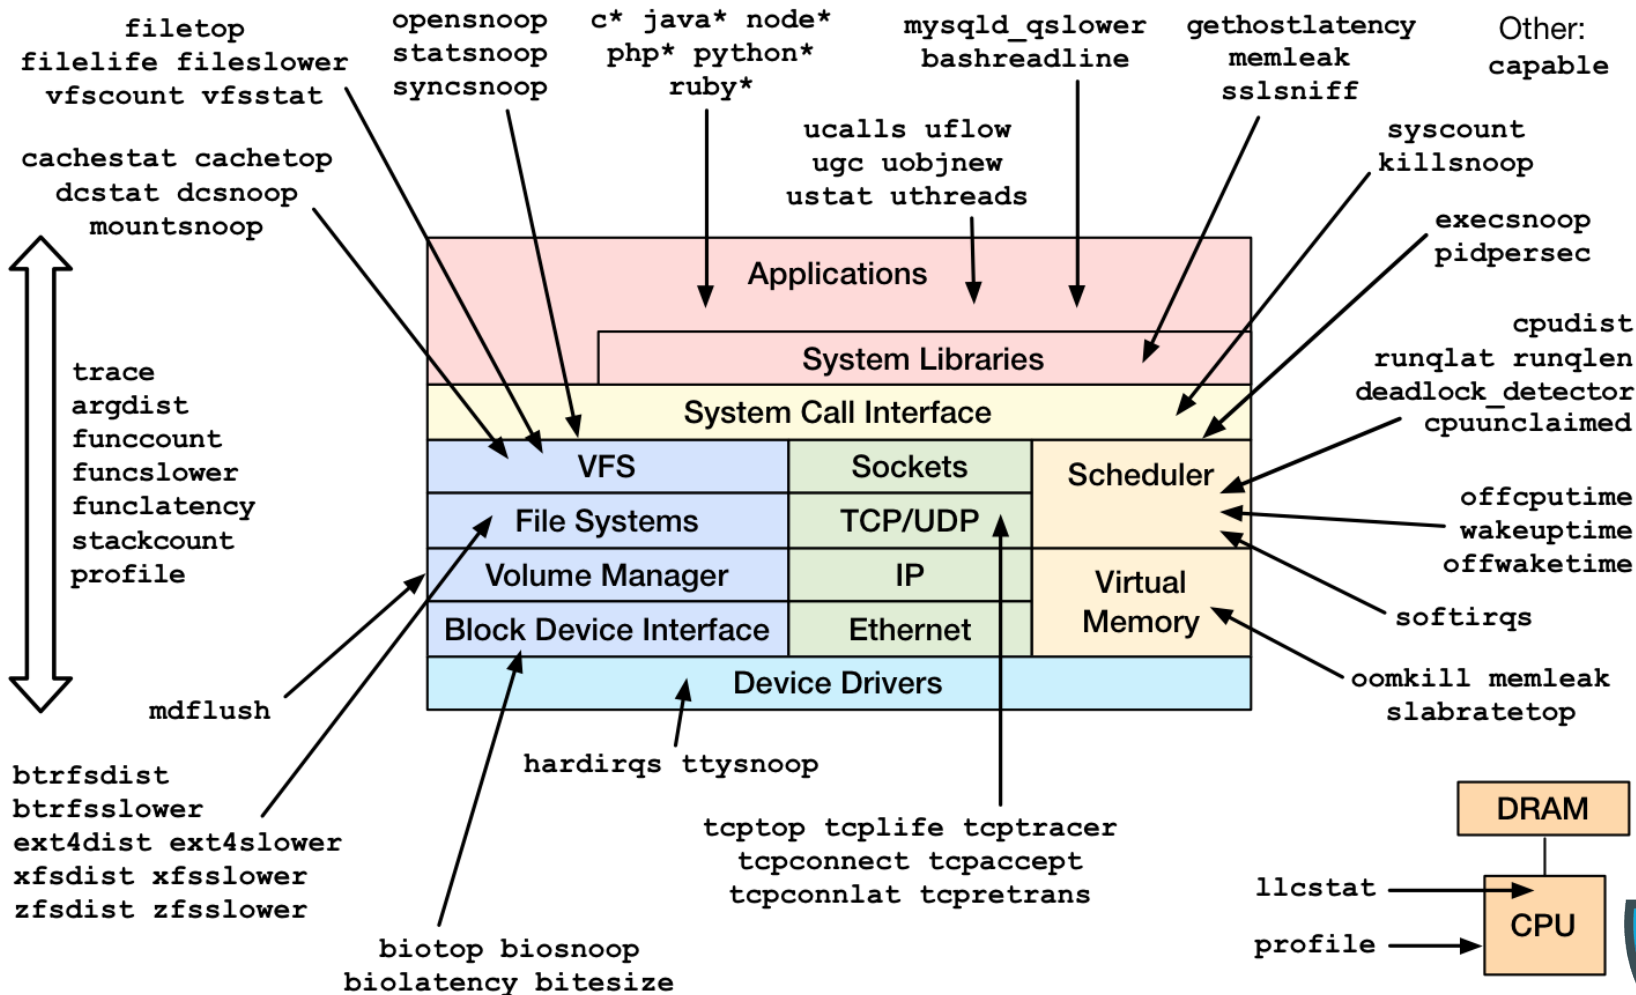 filetop
filelife fileslower
vfscount vfsstat
opensnoop
statsnoop
syncsnoop
c* java* node*
php* python*
ruby*
mysqld_qslower
bashreadline
gethostlatency
memleak
sslsniff
Other:
capable
cachestat cachetop
dcstat dcsnoop
mountsnoop
ucalls uflow
ugc uobjnew
ustat uthreads
syscount
killsnoop
execsnoop
pidpersec
cpudist
runqlat runqlen
deadlock_detector
cpuunclaimed
offcputime
wakeuptime
offwaketime
softirqs
oomkill memleak
slabratetop
trace
argdist
funccount
funcslower
funclatency
stackcount
profile
Applications
System Libraries
System Call Interface
VFS
Sockets
Scheduler
File Systems
TCP/UDP
Volume Manager
IP
Virtual
Memory
Block Device Interface
Ethernet
Device Drivers
mdflush
hardirqs ttysnoop
btrfsdist
btrfsslower
ext4dist ext4slower
xfsdist xfsslower
zfsdist zfsslower
tcptop tcplife tcptracer
tcpconnect tcpaccept
tcpconnlat tcpretrans
biotop biosnoop
biolatency bitesize
DRAM
llcstat
CPU
profile